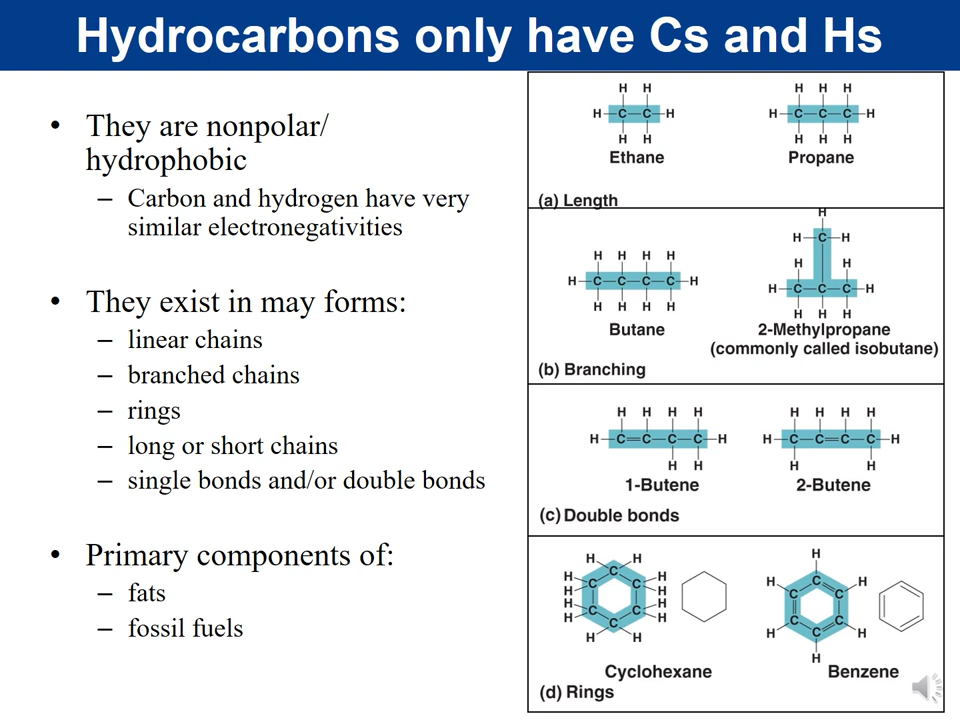 Hydrocarbons only have Cs and Hs
• They are nonpolar/
hydrophobic
– Carbon and hydrogen have very
similar electronegativities
• They exist in may forms:
– linear chains
– branched chains
– rings
– long or short chains
– single bonds and/or double bonds
• Primary components of:
– fats
– fossil fuels
H H
H–C–C–H
H H
Ethane
H H H
H–C–C–C–H
H H H
Propane
(a) Length
H H H H
H–C–C–C–C–H
H H H H
Butane
H
H–C–H
H H
H–C–C–C–H
H H H
2-Methylpropane
(commonly called isobutane)
(b) Branching
H H H H
H–C=C–C–C–H
H H
1-Butene
H H H H
H–C–C=C–C–H
H H
2-Butene
(c) Double bonds
H H
H C H
H C C H
H C C H
H C H
H H
Cyclohexane
H
H C H
C C
C C
H C H
H
Benzene
(d) Rings